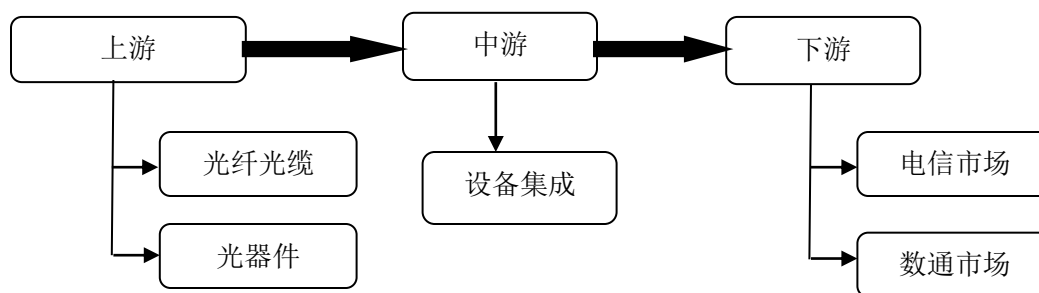 上游
中游
下游
光纤光缆
设备集成
电信市场
光器件
数通市场